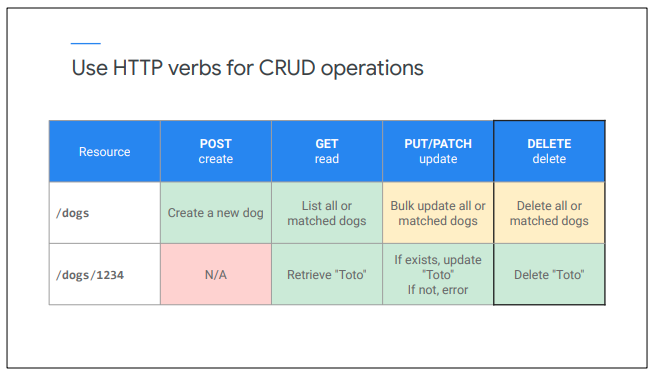 Use HTTP verbs for CRUD operations
Resource
POST
create
GET
read
PUT/PATCH
update
DELETE
delete
/dogs
Create a new dog
List all or
matched dogs
Bulk update all or
matched dogs
Delete all or
matched dogs
/dogs/1234
N/A
Retrieve "Toto"
If exists, update
"Toto"
If not, error
Delete "Toto"